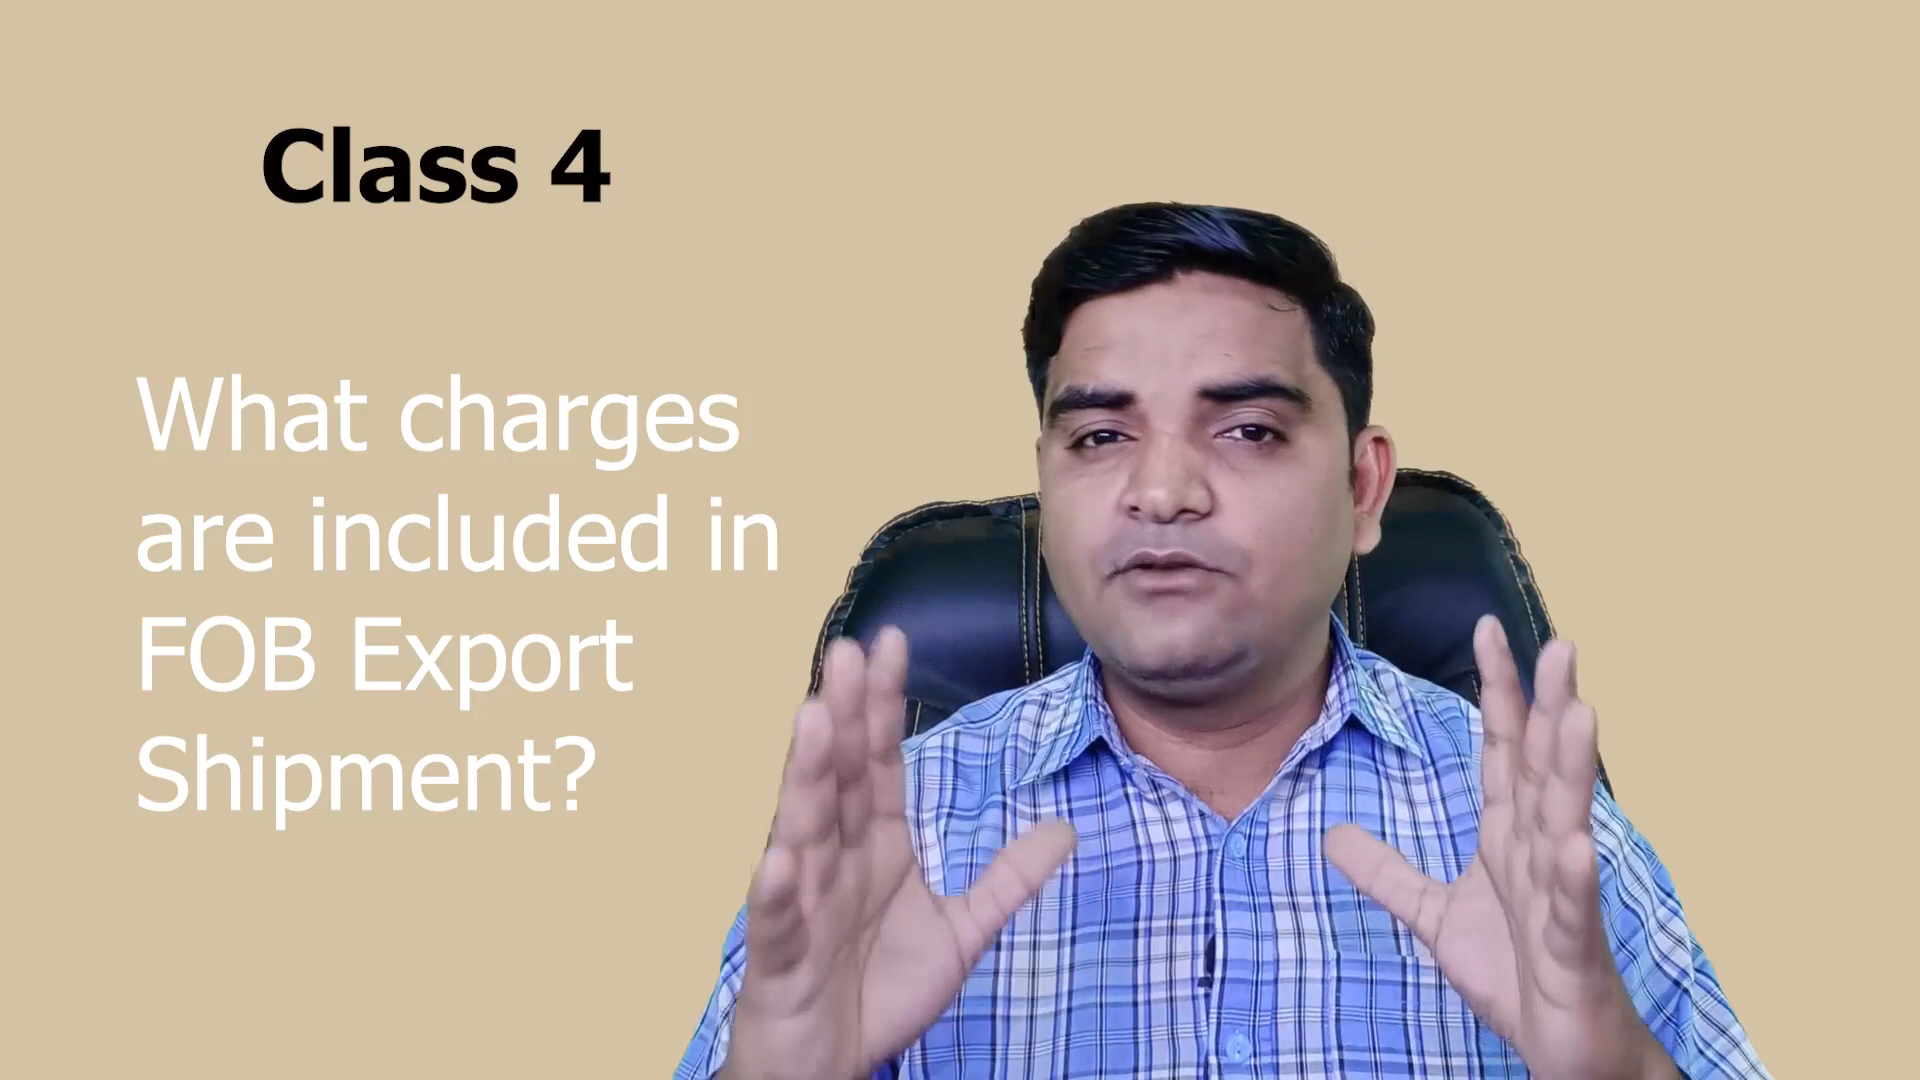 Class 4
What charges
are included in
FOB Export
Shipment?